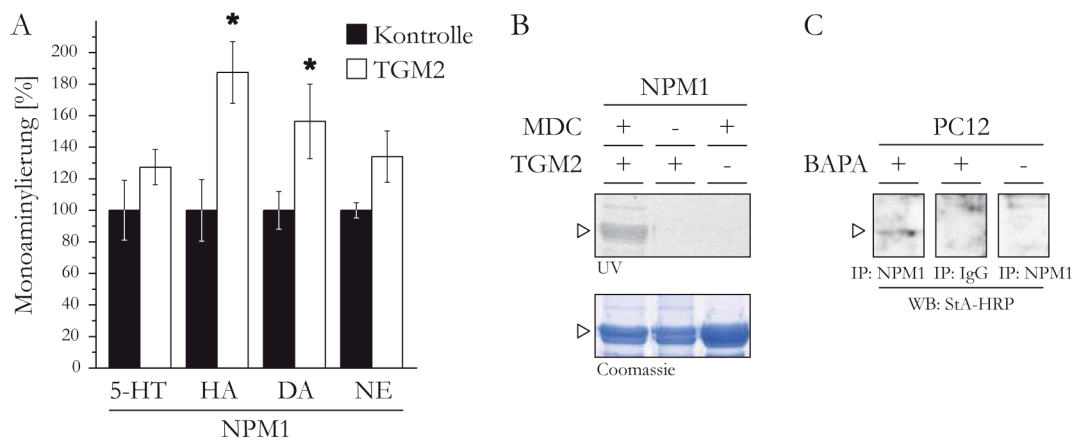 A
Monoaminylierung [%]
200
180
160
140
120
100
80
60
40
20
0
*
*
Kontrolle
TGM2
5-HT HA DA NE
NPM1
B
NPM1
MDC + - +
TGM2 + + -
UV
Coomassie
C
PC12
BAPA + + -
IP: NPM1 IP: IgG IP: NPM1
WB: StA-HRP